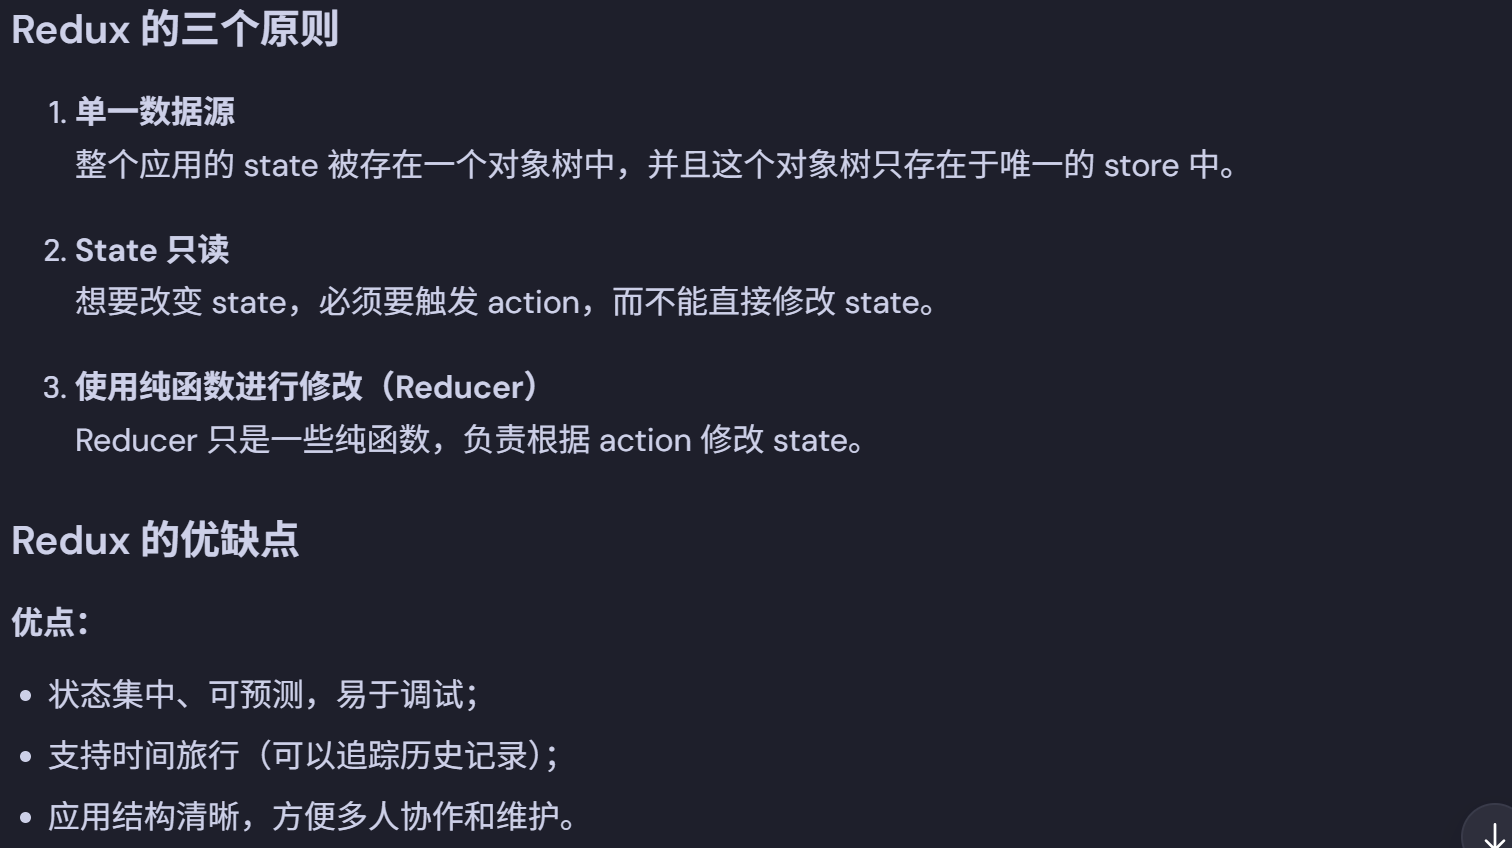 Redux 的三个原则
1. 单一数据源
整个应用的 state 被存在一个对象树中，并且这个对象树只存在于唯一的 store 中。
2. State 只读
想要改变 state，必须要触发 action，而不能直接修改 state。
3. 使用纯函数进行修改（Reducer）
Reducer 只是一些纯函数，负责根据 action 修改 state。
Redux 的优缺点
优点：
• 状态集中、可预测，易于调试；
• 支持时间旅行（可以追踪历史记录）；
• 应用结构清晰，方便多人协作和维护。